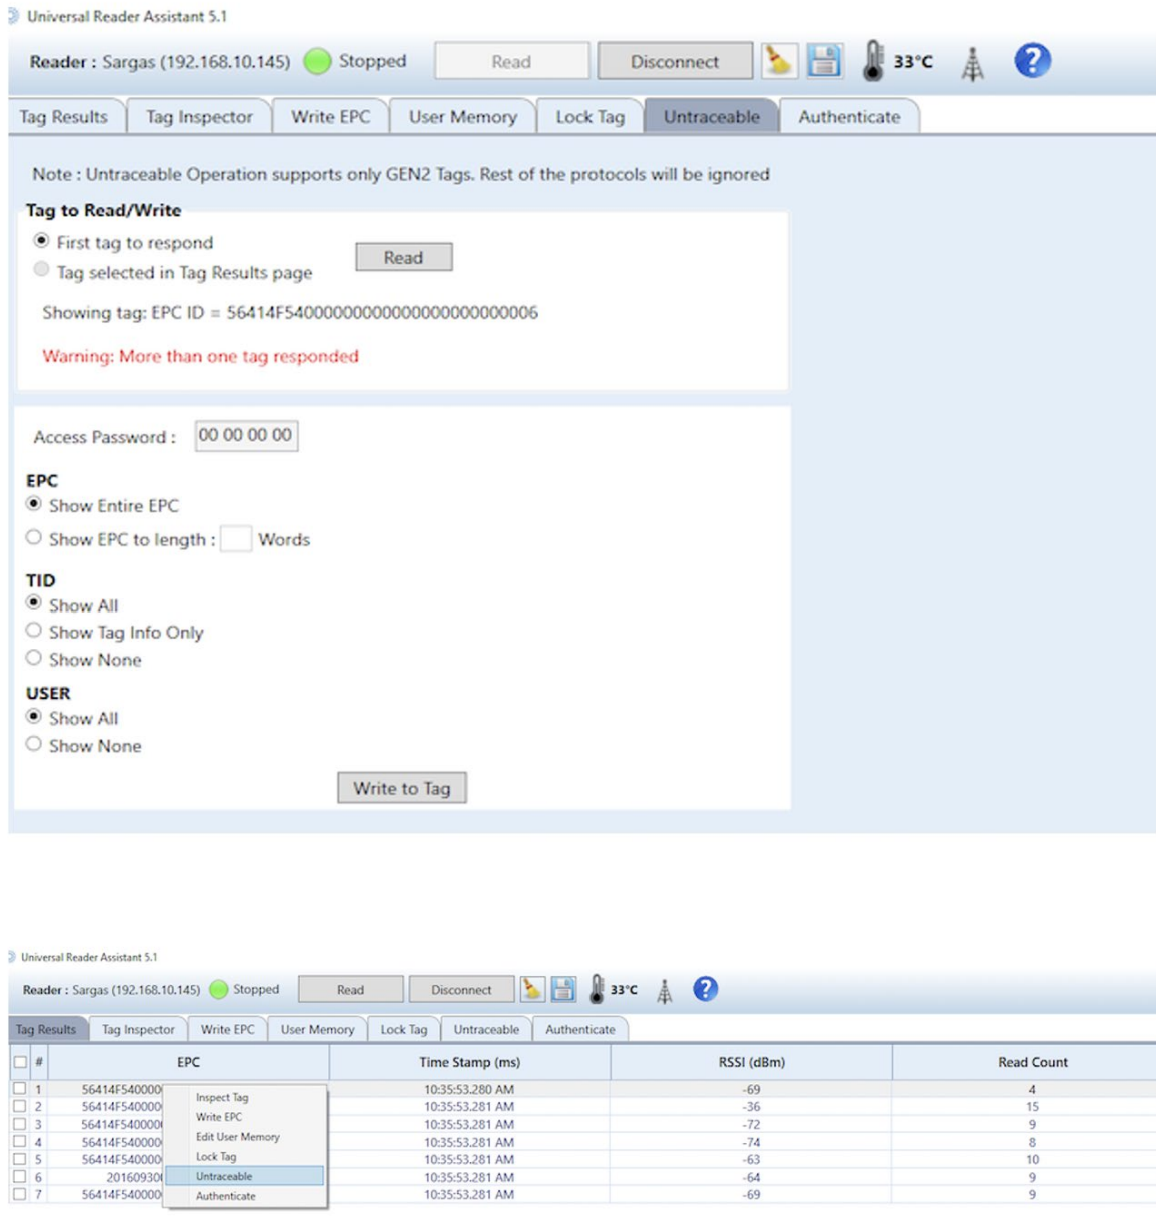 Universal Reader Assistant 5.1
Reader : Sargas (192.168.10.145) Stopped Read Disconnect 33°C ?
Tag Results Tag Inspector Write EPC User Memory Lock Tag Untraceable Authenticate
Note : Untraceable Operation supports only GEN2 Tags. Rest of the protocols will be ignored
Tag to Read/Write
First tag to respond
Read
Tag selected in Tag Results page
Showing tag: EPC ID = 56414F540000000000000000000000006
Warning: More than one tag responded
Access Password : 00 00 00 00
EPC
Show Entire EPC
Show EPC to length : Words
TID
Show All
Show Tag Info Only
Show None
USER
Show All
Show None
Write to Tag
Universal Reader Assistant 5.1
Reader : Sargas (192.168.10.145) Stopped Read Disconnect 33°C ?
Tag Results Tag Inspector Write EPC User Memory Lock Tag Untraceable Authenticate
# EPC Time Stamp (ms) RSSI (dBm) Read Count
1 56414F540000 10:35:53.280 AM -69 4
2 56414F540000 10:35:53.281 AM -36 15
3 56414F540000 10:35:53.281 AM -72 9
4 56414F540000 10:35:53.281 AM -74 8
5 56414F540000 10:35:53.281 AM -63 10
6 20160930 10:35:53.281 AM -64 9
7 56414F540000 10:35:53.281 AM -69 9
Inspect Tag
Write EPC
Edit User Memory
Lock Tag
Untraceable
Authenticate